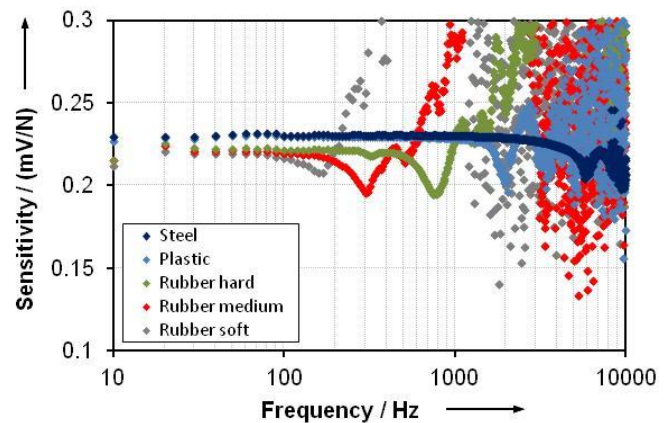 0.3
0.25
0.2
0.15
0.1
Sensitivity / (mV/N)
Steel
Plastic
Rubber hard
Rubber medium
Rubber soft
10 100 1000 10000
Frequency / Hz